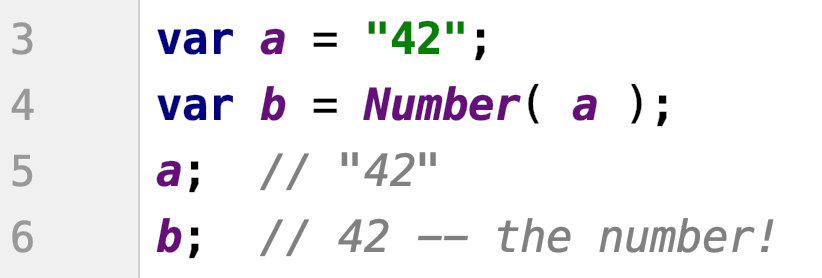 3 var a = "42";
4 var b = Number( a );
5 a; // "42"
6 b; // 42 -- the number!